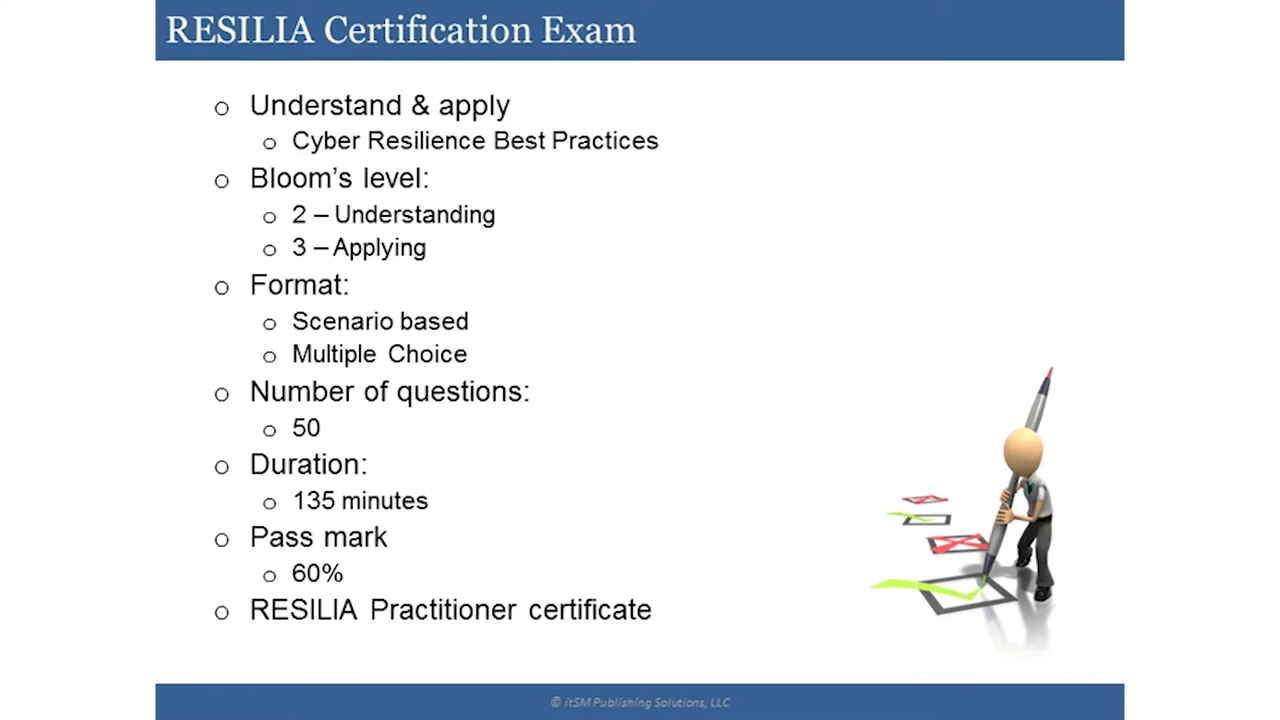 RESILIA Certification Exam
o Understand & apply
o Cyber Resilience Best Practices
o Bloom's level:
o 2 – Understanding
o 3 – Applying
o Format:
o Scenario based
o Multiple Choice
o Number of questions:
o 50
o Duration:
o 135 minutes
o Pass mark
o 60%
o RESILIA Practitioner certificate
© itSM Publishing Solutions, LLC